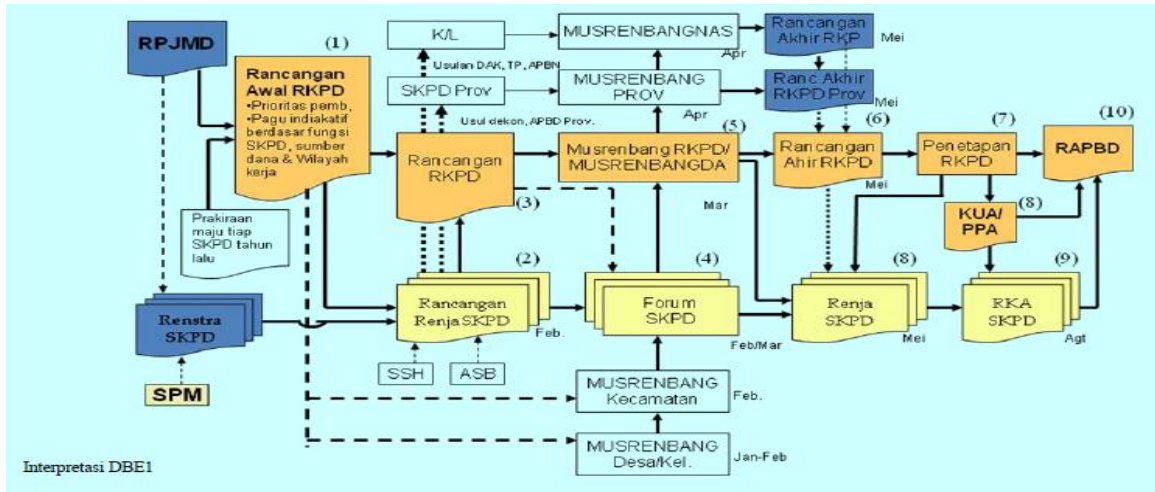 RPJMD
(1)
Rancangan
Awal RKPD
•Prioritas pemb,
•Pagu indiakatif
berdasar fungsi
SKPD, sumber
dana & Wilayah
kerja
Prakiraan
maju tiap
SKPD tahun
lalu
Renstra
SKPD
SPM
K/L
Usulan DAK, TP, APBN
SKPD Prov
Usul dekon, APBD Prov.
MUSRENBANGNAS
Apr
MUSRENBANG
PROV
Apr
Rancangan
Akhir RKP
Mei
Ranc. Akhir
RKPD Prov
Mei
Rancangan
RKPD
(3)
(5)
Musrenbang RKPD/
MUSRENBANGDA
Mar
(6)
Rancangan
Ahir RKPD
Mei
(7)
Penetapan
RKPD
(10)
RAPBD
KUA/
PPA
(8)
(2)
Rancangan
Renja SKPD
Feb.
SSH
ASB
(4)
Forum
SKPD
Feb/Mar
(8)
Renja
SKPD
Mei
(9)
RKA
SKPD
Agt
MUSRENBANG
Kecamatan
Feb.
MUSRENBANG
Desa/Kel.
Jan-Feb
Interpretasi DBE1